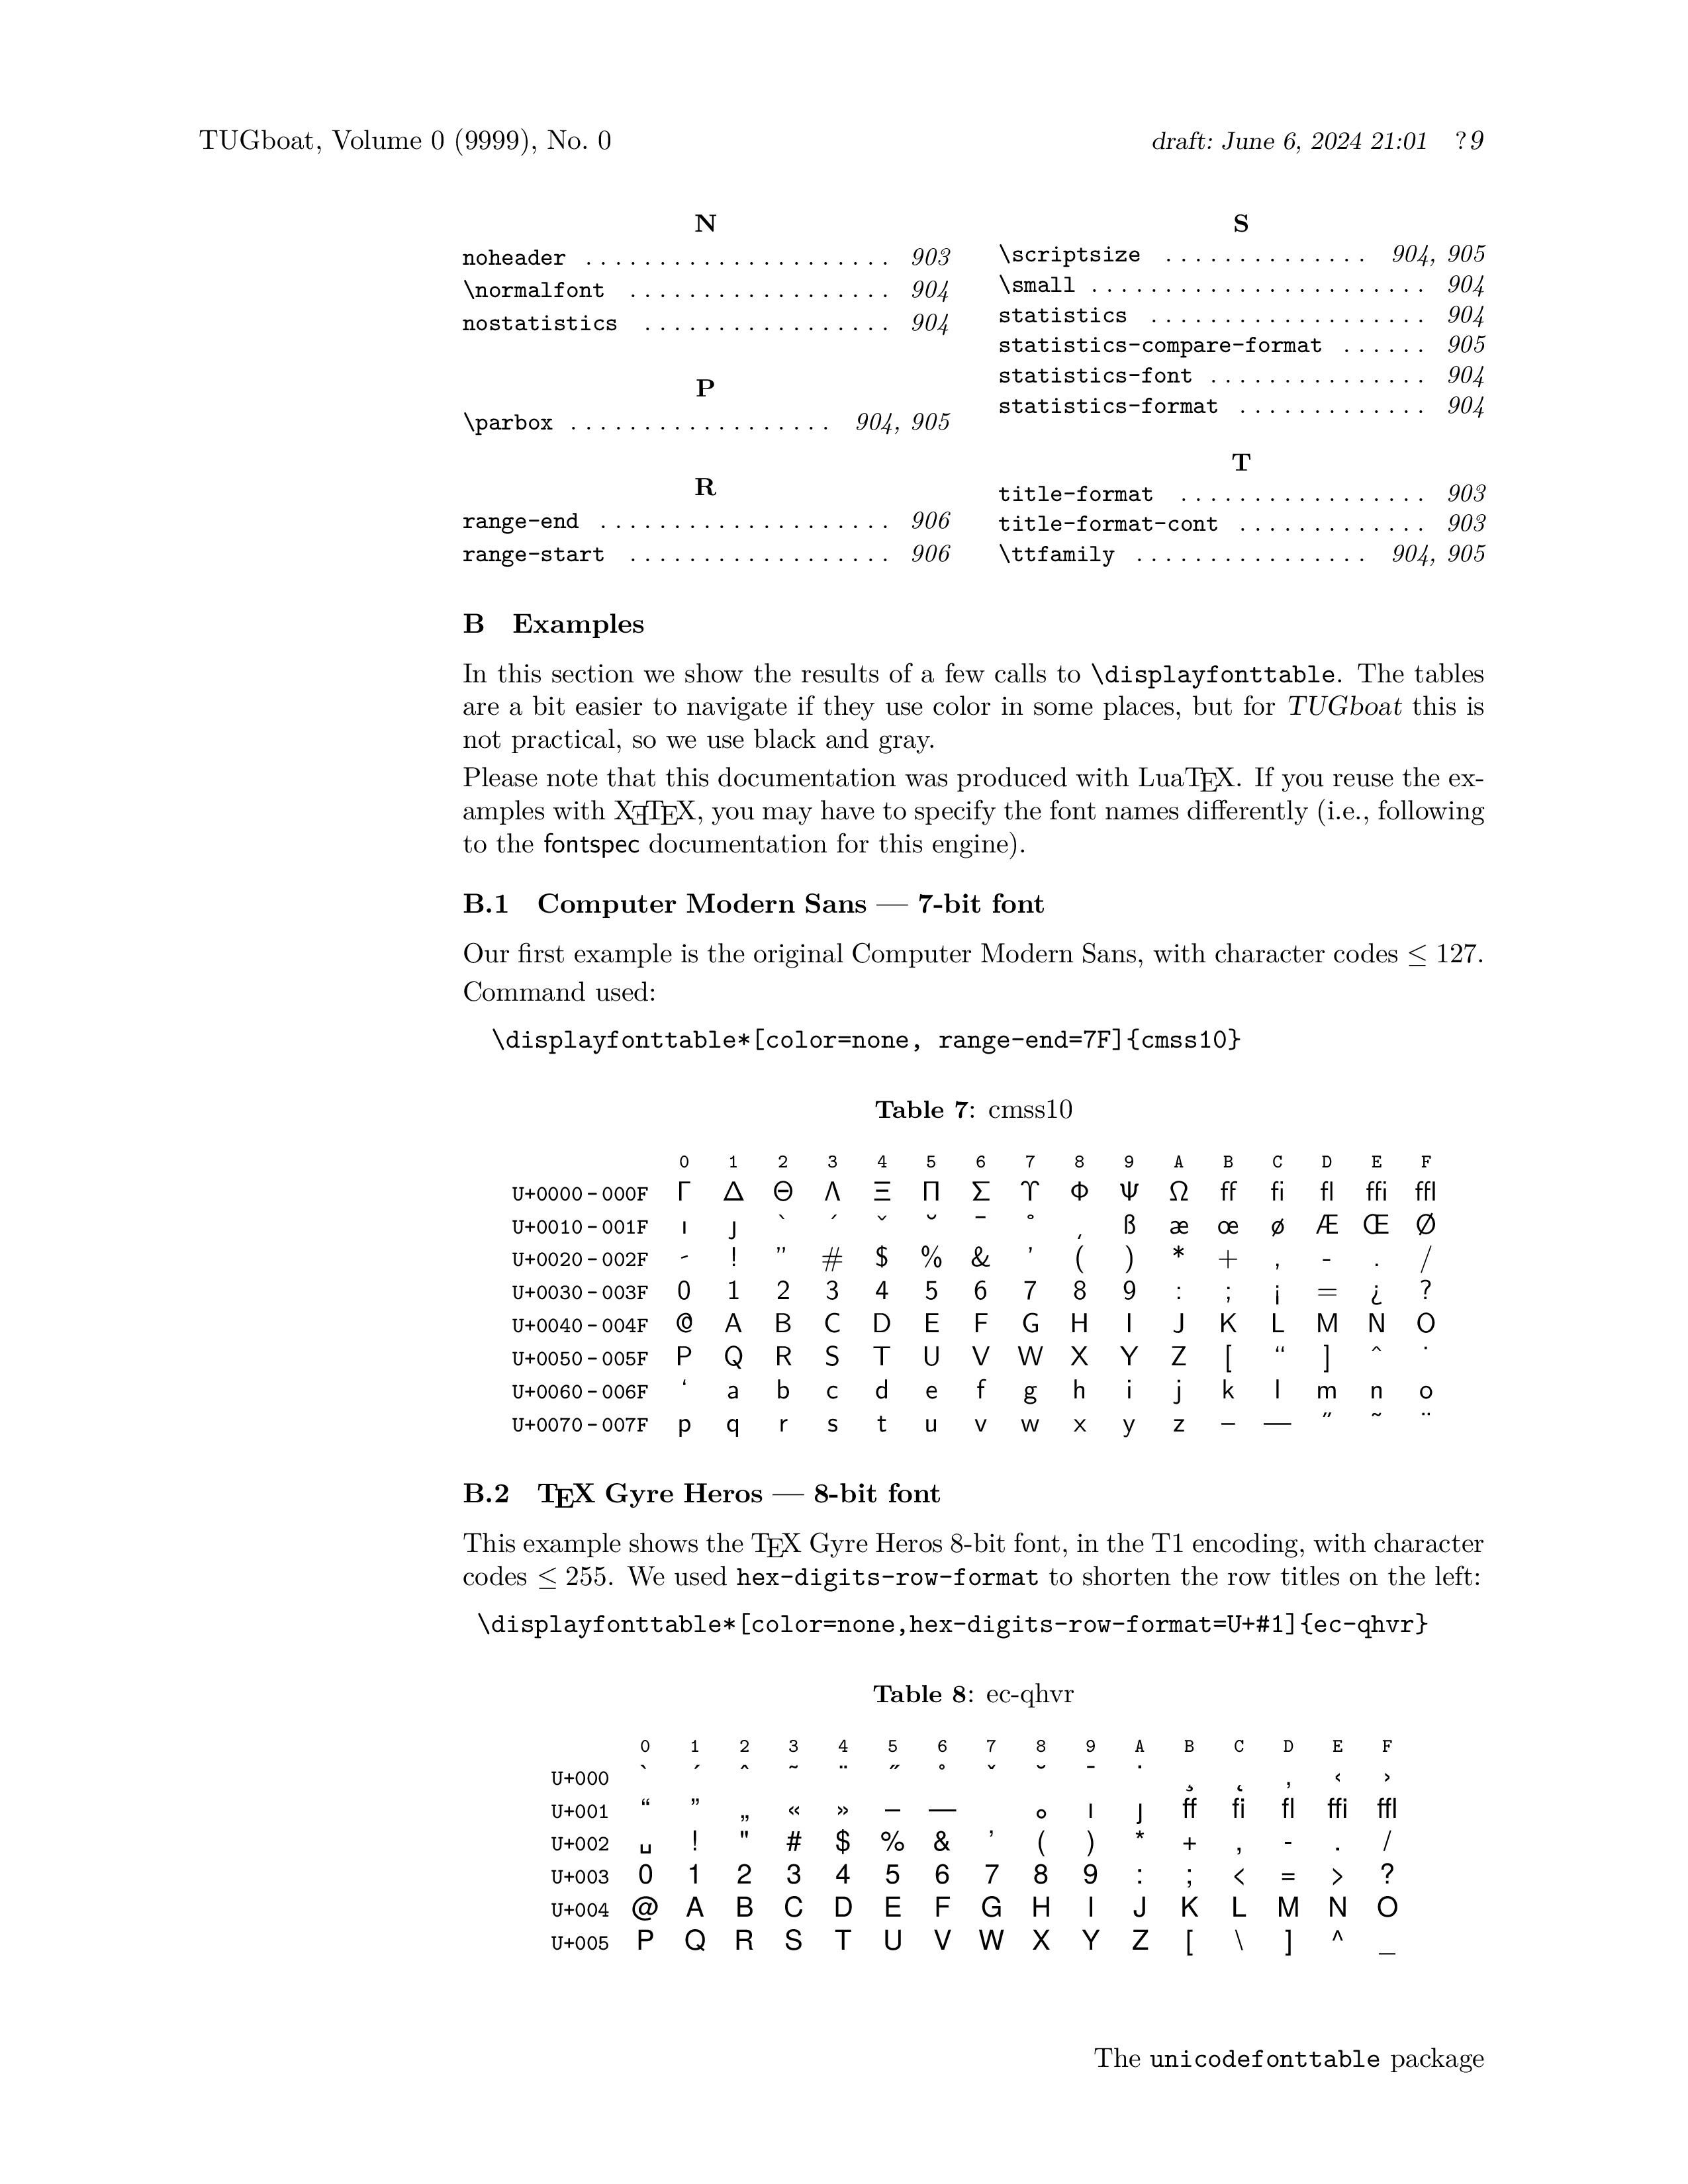 TUGboat, Volume 0 (9999), No. 0 draft: June 6, 2024 21:01 ? 9
N
noheader . . . . . . . . . . . . . . . . . . . . . 903
\normalfont . . . . . . . . . . . . . . . . . . 904
nostatistics . . . . . . . . . . . . . . . . . 904
P
\parbox . . . . . . . . . . . . . . . . . . 904, 905
R
range-end . . . . . . . . . . . . . . . . . . . . 906
range-start . . . . . . . . . . . . . . . . . . 906
S
\scriptsize . . . . . . . . . . . . . . 904, 905
\small . . . . . . . . . . . . . . . . . . . . . . . 904
statistics . . . . . . . . . . . . . . . . . . . 904
statistics-compare-format . . . . . . 905
statistics-font . . . . . . . . . . . . . . . 904
statistics-format . . . . . . . . . . . . . 904
T
title-format . . . . . . . . . . . . . . . . . 903
title-format-cont . . . . . . . . . . . . . 903
\ttfamily . . . . . . . . . . . . . . . . 904, 905
B Examples
In this section we show the results of a few calls to \displayfonttable. The tables
are a bit easier to navigate if they use color in some places, but for TUGboat this is
not practical, so we use black and gray.
Please note that this documentation was produced with LuaTEX. If you reuse the ex-
amples with XƎTEX, you may have to specify the font names differently (i.e., following
to the fontspec documentation for this engine).
B.1 Computer Modern Sans — 7-bit font
Our first example is the original Computer Modern Sans, with character codes ≤ 127.
Command used:
\displayfonttable*[color=none, range-end=7F]{cmss10}
Table 7: cmss10
0 1 2 3 4 5 6 7 8 9 A B C D E F
U+0000 – 000F Γ Δ Θ Λ Ξ Π Σ ϒ Φ Ψ Ω ff fi fl ffi ffl
U+0010 – 001F ı ȷ ` ´ ˇ ˘ ¯ ˚ ¸ ß æ œ ø Æ Œ Ø
U+0020 – 002F - ! ” # $ % & ’ ( ) * + , - . /
U+0030 – 003F 0 1 2 3 4 5 6 7 8 9 : ; ¡ = ¿ ?
U+0040 – 004F @ A B C D E F G H I J K L M N O
U+0050 – 005F P Q R S T U V W X Y Z [ “ ] ˆ ˙
U+0060 – 006F ‘ a b c d e f g h i j k l m n o
U+0070 – 007F p q r s t u v w x y z – — ˝ ˜ ¨
B.2 TEX Gyre Heros — 8-bit font
This example shows the TEX Gyre Heros 8-bit font, in the T1 encoding, with character
codes ≤ 255. We used hex-digits-row-format to shorten the row titles on the left:
\displayfonttable*[color=none,hex-digits-row-format=U+#1]{ec-qhvr}
Table 8: ec-qhvr
0 1 2 3 4 5 6 7 8 9 A B C D E F
U+000 ` ´ ˆ ˜ ¨ ˝ ˚ ˇ ˘ ¯ ˙ ¸ ˛ ‚ ‹ ›
U+001 “ ” „ « » – — ₀ ı ȷ ff fi fl ffi ffl
U+002 ␣ ! " # $ % & ’ ( ) * + , - . /
U+003 0 1 2 3 4 5 6 7 8 9 : ; < = > ?
U+004 @ A B C D E F G H I J K L M N O
U+005 P Q R S T U V W X Y Z [ \ ] ^ _
The unicodefonttable package